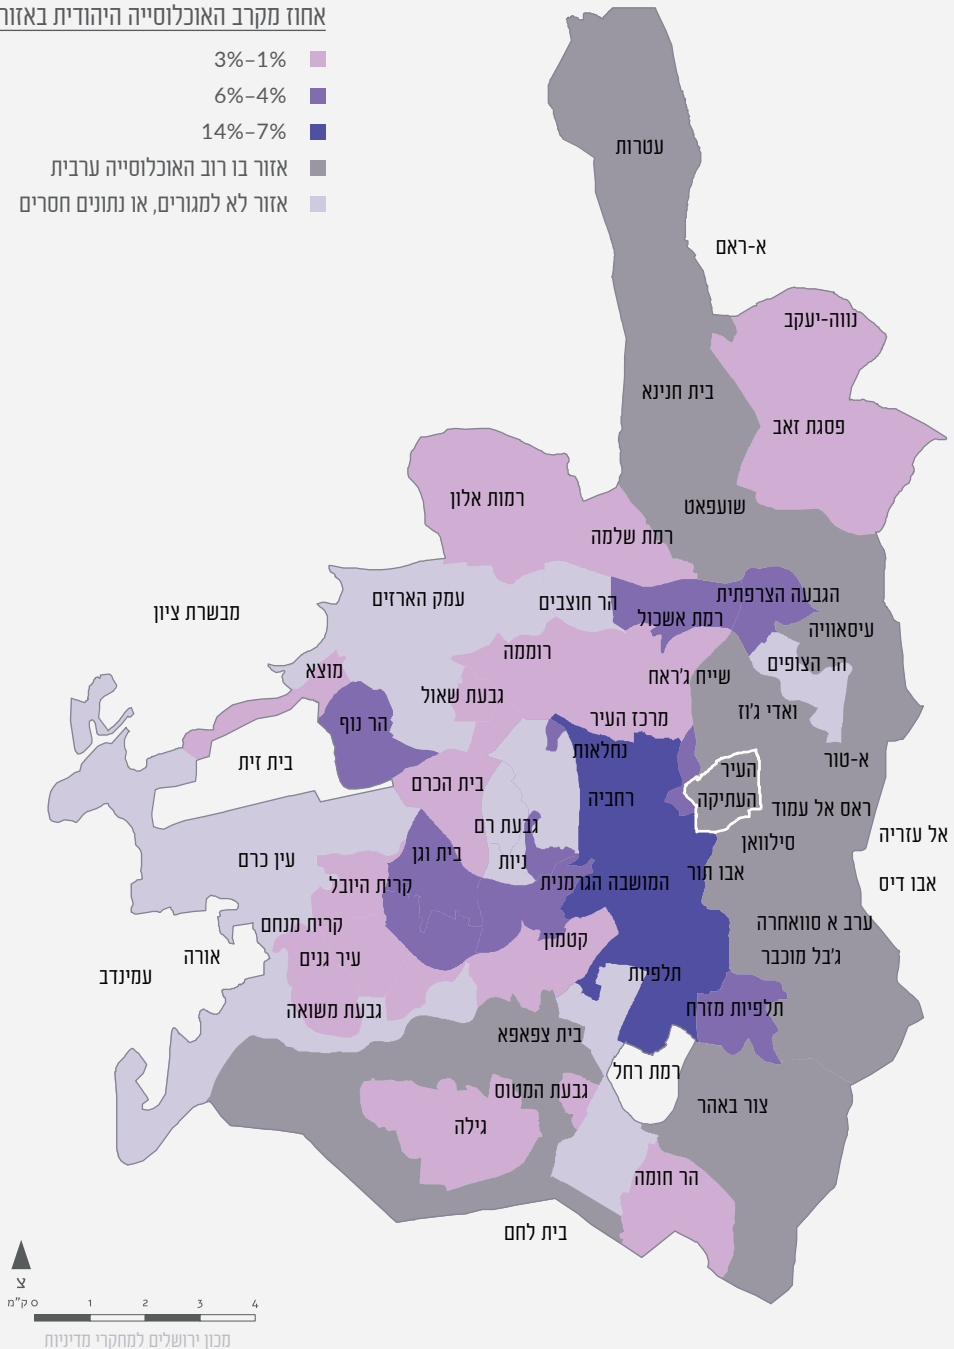 אחוז מקרב האוכלוסייה היהודית באזור
3%–1%
6%–4%
14%–7%
אזור בו רוב האוכלוסייה ערבית
אזור לא למגורים, או נתונים חסרים
עטרות
א-ראם
נווה-יעקב
בית חנינא
פסגת זאב
רמות אלון
שועפאט
רמת שלמה
הגבעה הצרפתית
עמק הארזים
הר חוצבים
רמת אשכול
מבשרת ציון
עיסאוויה
רוממה
הר הצופים
מוצא
שייח ג'ראח
גבעת שאול
ואדי ג'וז
מרכז העיר
הר נוף
נחלאות
א-טור
בית זית
העיר
העתיקה
בית הכרם
רחביה
ראס אל עמוד
גבעת רם
סילוואן
אל עזריה
עין כרם
בית וגן
ניות
אבו תור
המושבה הגרמנית
קרית היובל
אבו דיס
קרית מנחם
ערב א סוואחרה
קטמון
אורה
עיר גנים
ג'בל מוכבר
עמינדב
תלפיות
גבעת משואה
תלפיות מזרח
בית צפאפא
רמת רחל
גבעת המטוס
צור באהר
גילה
הר חומה
בית לחם
צ
ק"מ 0 1 2 3 4
מכון ירושלים למחקרי מדיניות